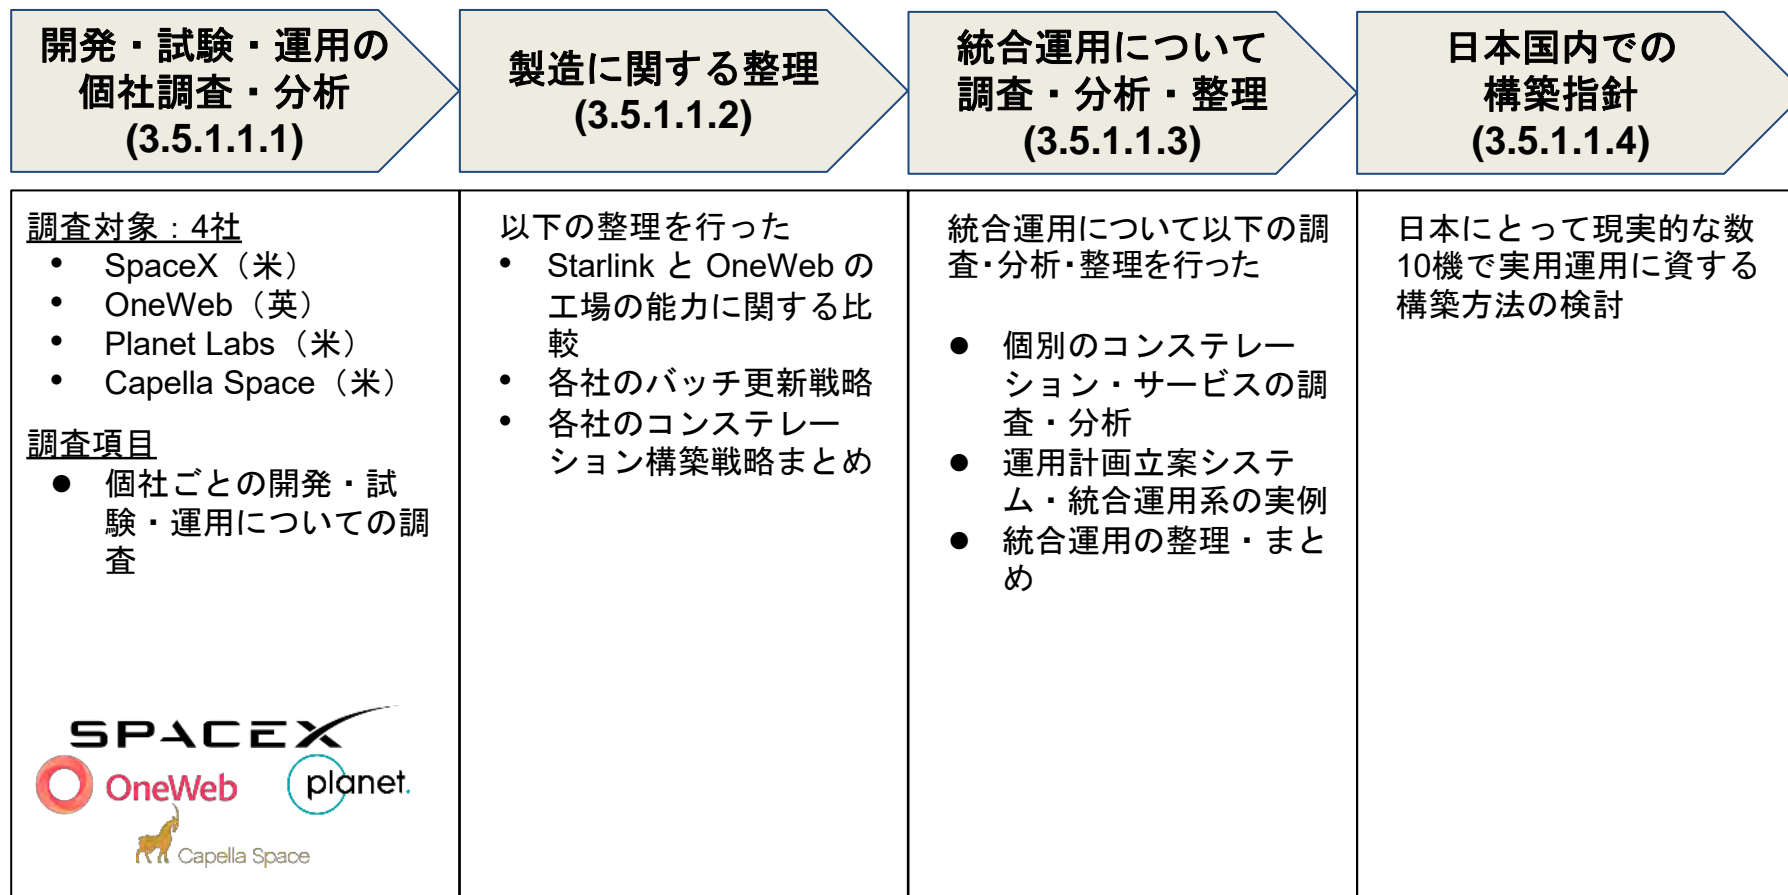 開発・試験・運用の
個社調査・分析
(3.5.1.1.1)
製造に関する整理
(3.5.1.1.2)
統合運用について
調査・分析・整理
(3.5.1.1.3)
日本国内での
構築指針
(3.5.1.1.4)
調査対象：4社
• SpaceX（米）
• OneWeb（英）
• Planet Labs（米）
• Capella Space（米）
調査項目
● 個社ごとの開発・試
験・運用についての調
査
SPACEX
OneWeb
planet.
Capella Space
以下の整理を行った
• Starlink と OneWeb の
工場の能力に関する比
較
• 各社のバッチ更新戦略
• 各社のコンステレー
ション構築戦略まとめ
統合運用について以下の調
査・分析・整理を行った
● 個別のコンステレー
ション・サービスの調
査・分析
● 運用計画立案システ
ム・統合運用系の実例
● 統合運用の整理・まと
め
日本にとって現実的な数
10機で実用運用に資する
構築方法の検討